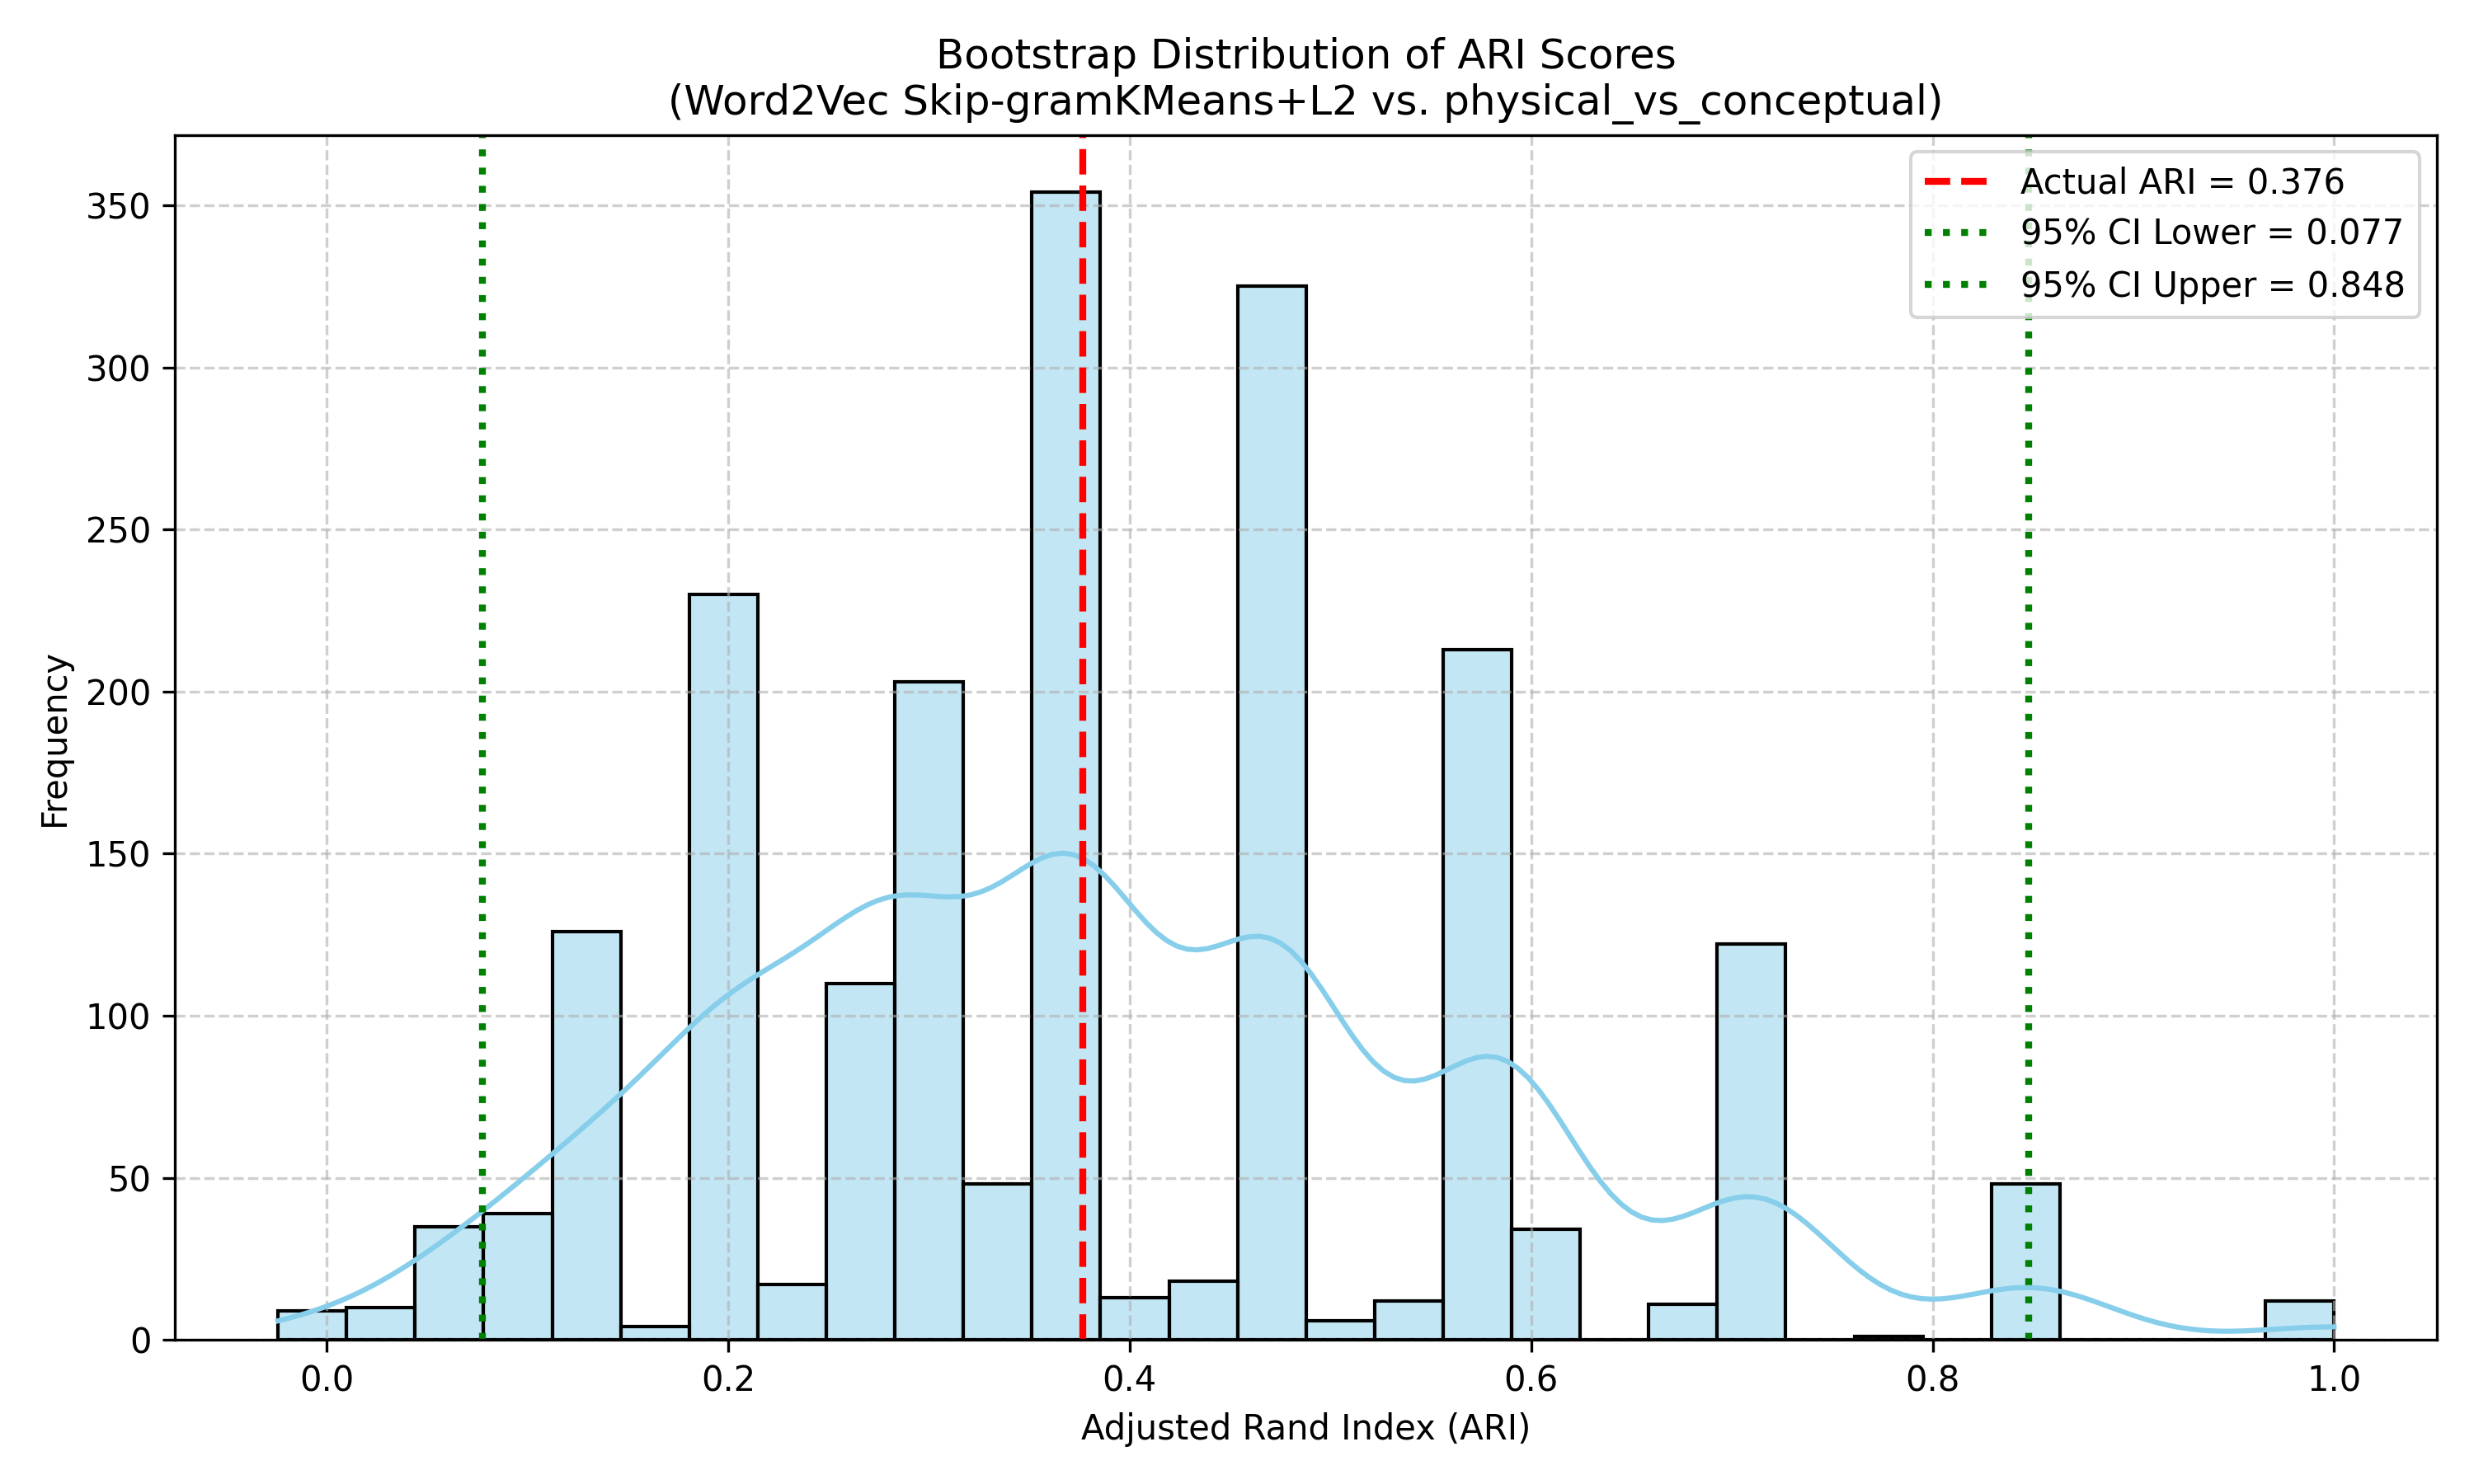 Bootstrap Distribution of ARI Scores
(Word2Vec Skip-gramKMeans+L2 vs. physical_vs_conceptual)
Actual ARI = 0.376
95% CI Lower = 0.077
95% CI Upper = 0.848
Frequency
350
300
250
200
150
100
50
0
0.0 0.2 0.4 0.6 0.8 1.0
Adjusted Rand Index (ARI)